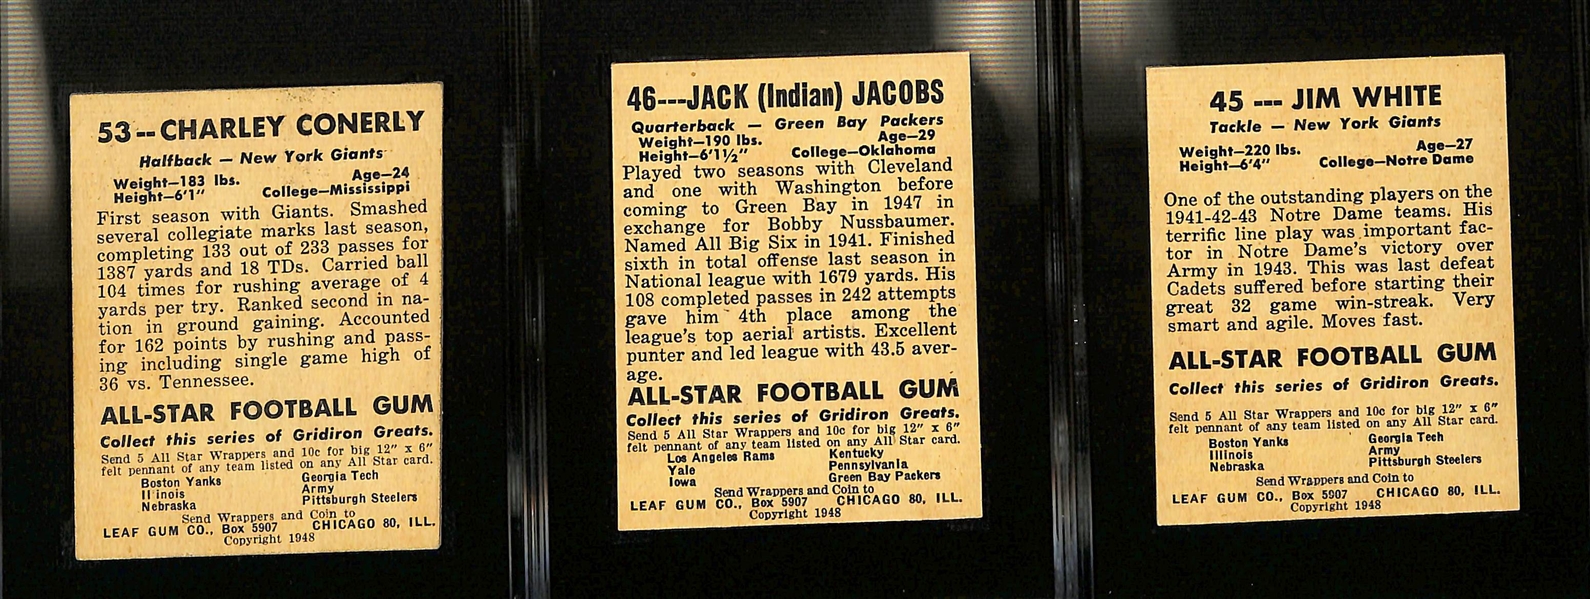 53--CHARLEY CONERLY
Halfback — New York Giants
Weight—183 lbs. Age—24
Height—6'1" College—Mississippi
First season with Giants. Smashed
several collegiate marks last season,
completing 133 out of 233 passes for
1387 yards and 18 TDs. Carried ball
104 times for rushing average of 4
yards per try. Ranked second in na-
tion in ground gaining. Accounted
for 162 points by rushing and pass-
ing including single game high of
36 vs. Tennessee.
ALL-STAR FOOTBALL GUM
Collect this series of Gridiron Greats.
Send 5 All Star Wrappers and 10c for big 12" x 6"
felt pennant of any team listed on any All Star card.
Boston Yanks Georgia Tech
Il inois Army
Nebraska Pittsburgh Steelers
Send Wrappers and Coin to
LEAF GUM CO., Box 5907 CHICAGO 80, ILL.
Copyright 1948
46---JACK (Indian) JACOBS
Quarterback — Green Bay Packers
Weight—190 lbs. Age—29
Height—6'1½" College—Oklahoma
Played two seasons with Cleveland
and one with Washington before
coming to Green Bay in 1947 in
exchange for Bobby Nussbaumer.
Named All Big Six in 1941. Finished
sixth in total offense last season in
National league with 1679 yards. His
108 completed passes in 242 attempts
gave him 4th place among the
league's top aerial artists. Excellent
punter and led league with 43.5 aver-
age.
ALL-STAR FOOTBALL GUM
Collect this series of Gridiron Greats.
Send 5 All Star Wrappers and 10c for big 12" x 6"
felt pennant of any team listed on any All Star card.
Los Angeles Rams Kentucky
Yale Pennsylvania
Iowa Green Bay Packers
Send Wrappers and Coin to
LEAF GUM CO., Box 5907 CHICAGO 80, ILL.
Copyright 1948
45 --- JIM WHITE
Tackle — New York Giants
Weight—220 lbs. Age—27
Height—6'4" College—Notre Dame
One of the outstanding players on the
1941-42-43 Notre Dame teams. His
terrific line play was important fac-
tor in Notre Dame's victory over
Army in 1943. This was last defeat
Cadets suffered before starting their
great 32 game win-streak. Very
smart and agile. Moves fast.
ALL-STAR FOOTBALL GUM
Collect this series of Gridiron Greats.
Send 5 All Star Wrappers and 10c for big 12" x 6"
felt pennant of any team listed on any All Star card.
Boston Yanks Georgia Tech
Illinois Army
Nebraska Pittsburgh Steelers
Send Wrappers and Coin to
LEAF GUM CO., Box 5907 CHICAGO 80, ILL.
Copyright 1948